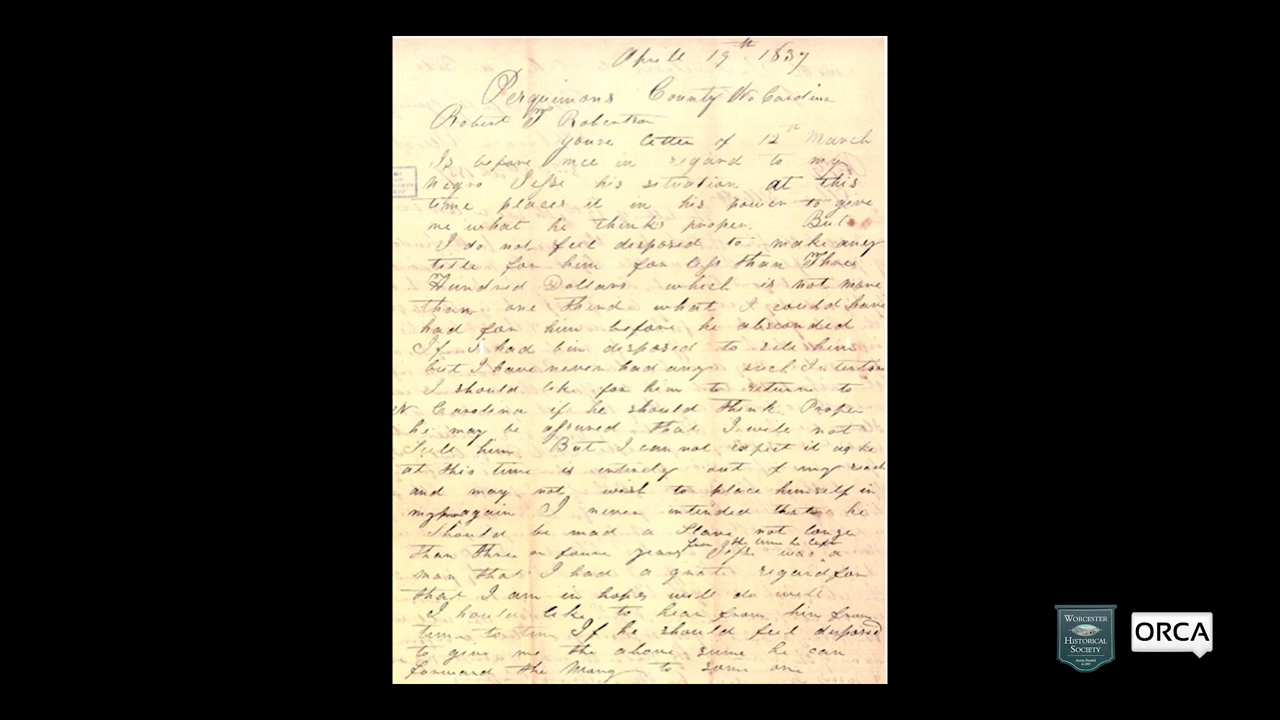 Aprile 19th 1837
Perquimons County No Carolina
Robert T Robertson
Youre letter of 12th March
Is before mee in regard to my
Negro Jesse his situation at this
time places it in his power to give
me what he thinks proper. But
I do not feel disposed to make any
title for him for less than Three
Hundred Dollars which is not more
than one third what I could have
had for him before he absconded
If I had bin disposed to sell him
but I have never had any such Intention
I should like for him to return to
N Carolina if he should think Proper
he may be assured that I wile not
Sell him But I can not expect it as he
at this time is intirely out of my reach
and may not wish to place himself in
my again I never intended that he
Should be made a Slave not longer
than three or foure years from the time he left Jesse was a
man that I had a grate regard for
that I am in hopes will do well
I would like to hear from him from
time to time If he should feel disposed
to give me the above sume he can
forward the Mony to some one
WORCESTER
HISTORICAL
SOCIETY
ORCA